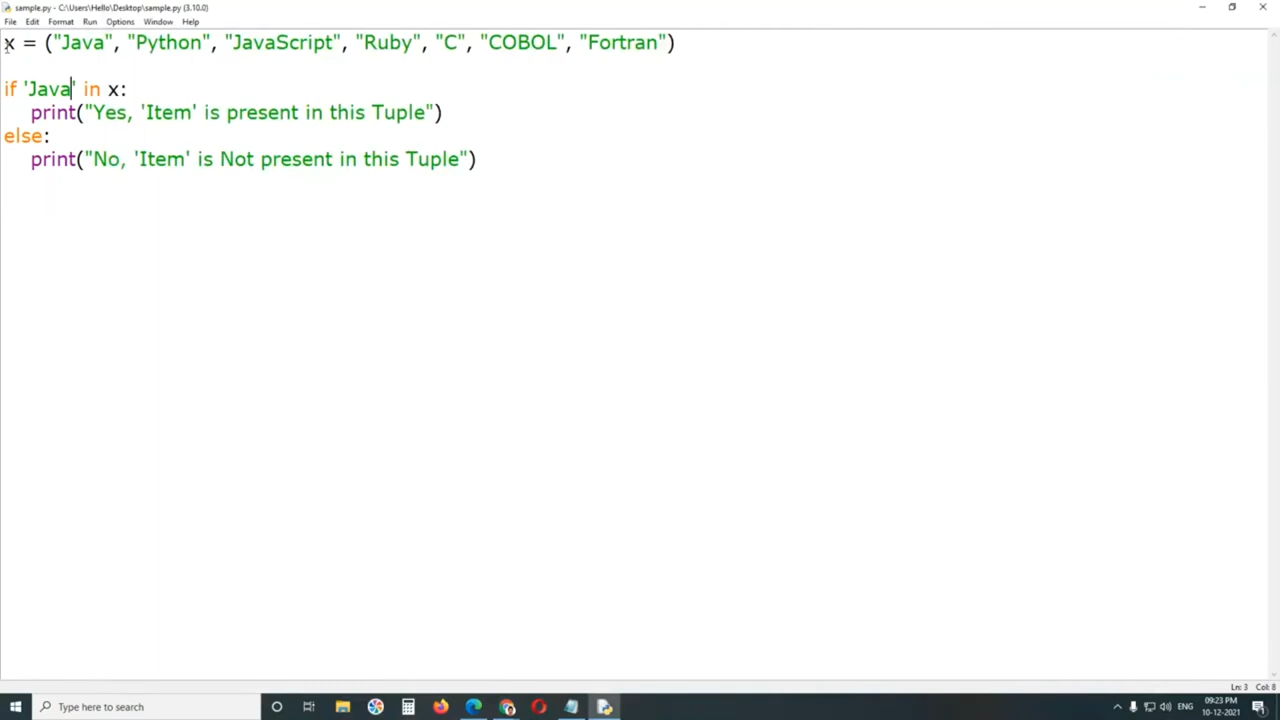 sample.py - C:\Users\Hello\Desktop\sample.py (3.10.0)
File Edit Format Run Options Window Help
x = ("Java", "Python", "JavaScript", "Ruby", "C", "COBOL", "Fortran")
if 'Java' in x:
print("Yes, 'Item' is present in this Tuple")
else:
print("No, 'Item' is Not present in this Tuple")
Ln: 3 Col: 8
Type here to search
ENG
09:23 PM
10-12-2021
1